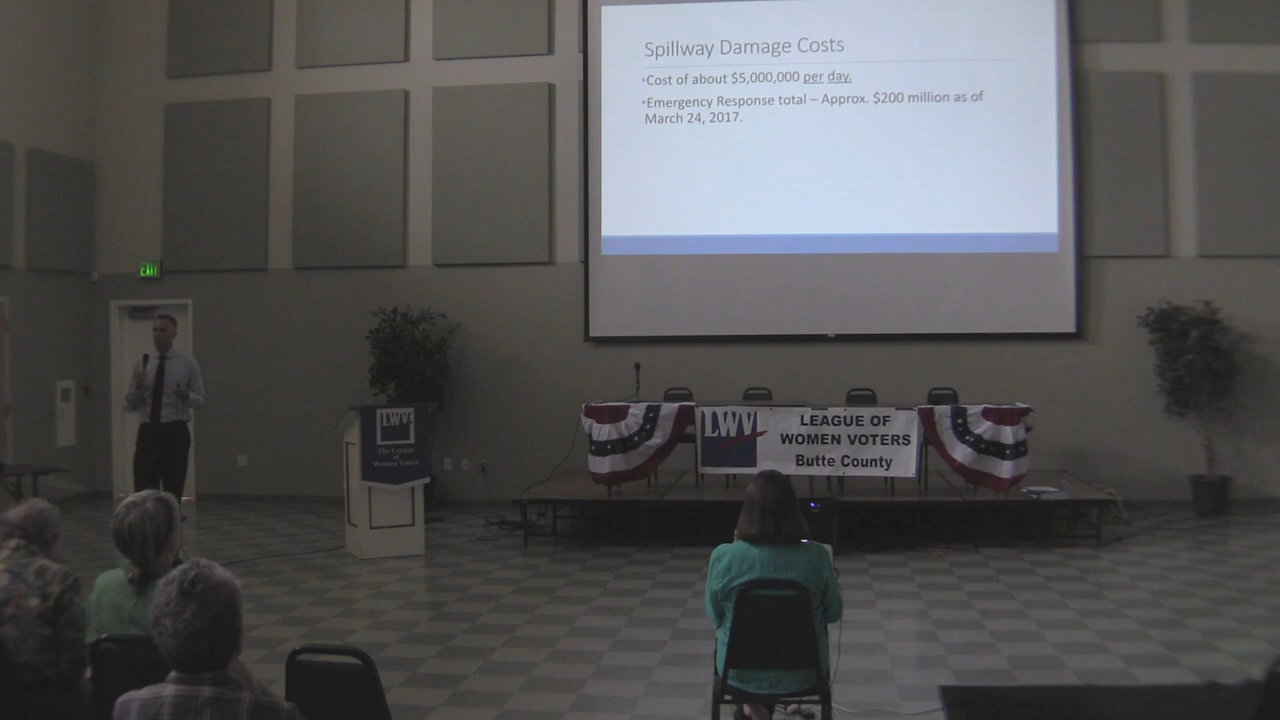 Spillway Damage Costs
Cost of about $5,000,000 per day.
Emergency Response total – Approx. $200 million as of
March 24, 2017.
EXIT
LWV
The League
of
Women Voters
LWV
LEAGUE OF
WOMEN VOTERS
Butte County